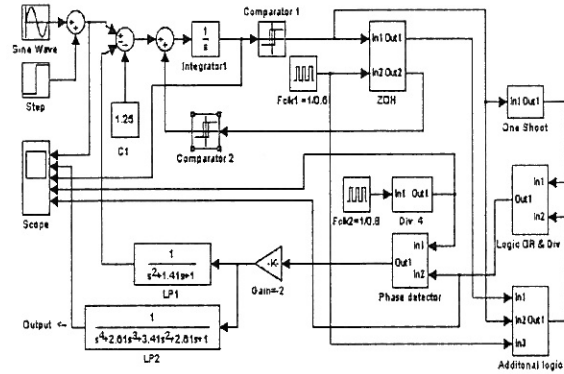 Sine Wave
Step
1.25
C1
1
s
Integrator1
Comparator 1
Fclk1 =1/0.6
In1 Out1
In2 Out2
ZOH
In1 Out1
One Shoot
Comparator 2
Scope
Fclk2=1/0.8
In1 Out1
Div. 4
In1
Out1
In2
Logic OR & Div
In1
Out1
In2
Phase detector
-K-
Gain=-2
1
s²+1.41s+1
LP1
1
s⁴+2.61s³+3.41s²+2.61s+1
LP2
Output <-
In1
In2 Out1
In3
Additonal logic